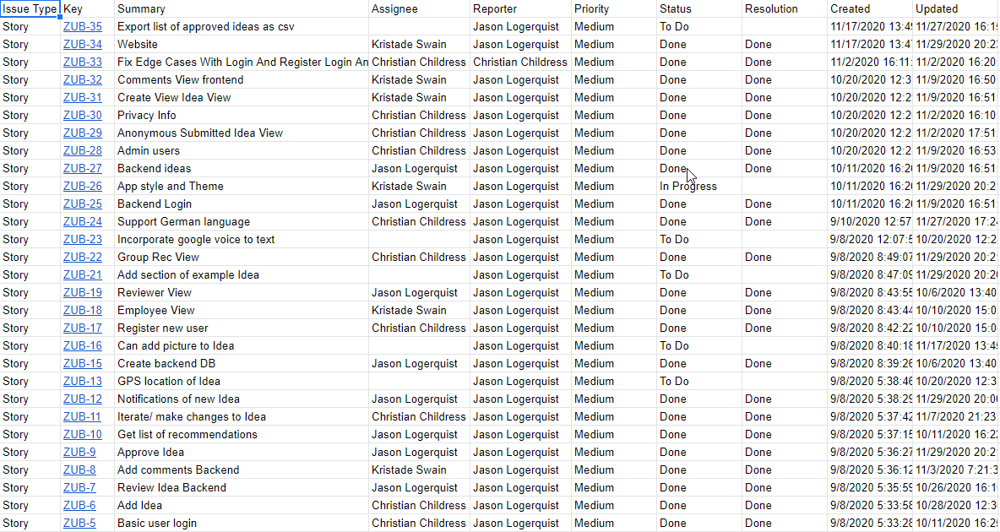 Issue Type Key Summary Assignee Reporter Priority Status Resolution Created Updated
Story ZUB-35 Export list of approved ideas as csv Jason Logerquist Medium To Do 11/17/2020 13:4 11/27/2020 16:1
Story ZUB-34 Website Kristade Swain Jason Logerquist Medium Done Done 11/17/2020 13:4 11/29/2020 20:2
Story ZUB-33 Fix Edge Cases With Login And Register Login An Christian Childress Christian Childress Medium Done Done 11/2/2020 16:11: 11/2/2020 16:20
Story ZUB-32 Comments View frontend Kristade Swain Jason Logerquist Medium Done Done 10/20/2020 12:3 11/9/2020 16:50
Story ZUB-31 Create View Idea View Kristade Swain Jason Logerquist Medium Done Done 10/20/2020 12:2 11/9/2020 16:51
Story ZUB-30 Privacy Info Christian Childress Jason Logerquist Medium Done Done 10/20/2020 12:2 11/2/2020 16:10
Story ZUB-29 Anonymous Submitted Idea View Christian Childress Jason Logerquist Medium Done Done 10/20/2020 12:2 11/2/2020 17:51
Story ZUB-28 Admin users Christian Childress Jason Logerquist Medium Done Done 10/20/2020 12:2 11/9/2020 16:53
Story ZUB-27 Backend ideas Jason Logerquist Jason Logerquist Medium Done Done 10/11/2020 16:2 11/9/2020 16:51
Story ZUB-26 App style and Theme Kristade Swain Jason Logerquist Medium In Progress 10/11/2020 16:2 11/29/2020 20:2
Story ZUB-25 Backend Login Jason Logerquist Jason Logerquist Medium Done Done 10/11/2020 16:2 11/9/2020 16:51
Story ZUB-24 Support German language Christian Childress Jason Logerquist Medium Done Done 9/10/2020 12:57 11/27/2020 17:2
Story ZUB-23 Incorporate google voice to text Jason Logerquist Medium To Do 9/8/2020 12:07:5 10/20/2020 12:2
Story ZUB-22 Group Rec View Christian Childress Jason Logerquist Medium Done Done 9/8/2020 8:49:07 11/29/2020 20:2
Story ZUB-21 Add section of example Idea Jason Logerquist Medium To Do 9/8/2020 8:47:09 11/29/2020 20:2
Story ZUB-19 Reviewer View Jason Logerquist Jason Logerquist Medium Done Done 9/8/2020 8:43:55 10/6/2020 13:40
Story ZUB-18 Employee View Kristade Swain Jason Logerquist Medium Done Done 9/8/2020 8:43:44 10/10/2020 15:0
Story ZUB-17 Register new user Christian Childress Jason Logerquist Medium Done Done 9/8/2020 8:42:22 10/10/2020 15:0
Story ZUB-16 Can add picture to Idea Jason Logerquist Medium To Do 9/8/2020 8:40:18 11/17/2020 13:4
Story ZUB-15 Create backend DB Jason Logerquist Jason Logerquist Medium Done Done 9/8/2020 8:39:26 10/6/2020 13:40
Story ZUB-13 GPS location of Idea Jason Logerquist Medium To Do 9/8/2020 5:38:46 10/20/2020 12:3
Story ZUB-12 Notifications of new Idea Jason Logerquist Jason Logerquist Medium Done Done 9/8/2020 5:38:29 11/29/2020 20:0
Story ZUB-11 Iterate/ make changes to Idea Christian Childress Jason Logerquist Medium Done Done 9/8/2020 5:37:42 11/7/2020 21:23
Story ZUB-10 Get list of recommendations Jason Logerquist Jason Logerquist Medium Done Done 9/8/2020 5:37:15 10/11/2020 16:2
Story ZUB-9 Approve Idea Jason Logerquist Jason Logerquist Medium Done Done 9/8/2020 5:36:27 11/29/2020 20:2
Story ZUB-8 Add comments Backend Kristade Swain Jason Logerquist Medium Done Done 9/8/2020 5:36:12 11/3/2020 7:21:3
Story ZUB-7 Review Idea Backend Jason Logerquist Jason Logerquist Medium Done Done 9/8/2020 5:35:59 10/26/2020 16:1
Story ZUB-6 Add Idea Christian Childress Jason Logerquist Medium Done Done 9/8/2020 5:33:58 10/28/2020 12:3
Story ZUB-5 Basic user login Christian Childress Jason Logerquist Medium Done Done 9/8/2020 5:33:28 10/11/2020 16:2